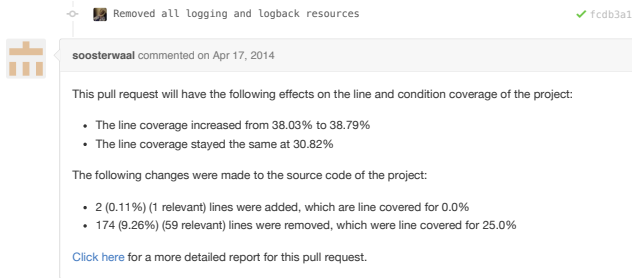 Removed all logging and logback resources fcdb3a1
soosterwaal commented on Apr 17, 2014
This pull request will have the following effects on the line and condition coverage of the project:
• The line coverage increased from 38.03% to 38.79%
• The line coverage stayed the same at 30.82%
The following changes were made to the source code of the project:
• 2 (0.11%) (1 relevant) lines were added, which are line covered for 0.0%
• 174 (9.26%) (59 relevant) lines were removed, which were line covered for 25.0%
Click here for a more detailed report for this pull request.